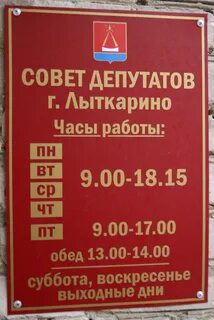 СОВЕТ ДЕПУТАТОВ
г. Лыткарино
Часы работы:
пн
вт
ср
чт
9.00-18.15
пт 9.00-17.00
обед 13.00-14.00
суббота, воскресенье
выходные дни